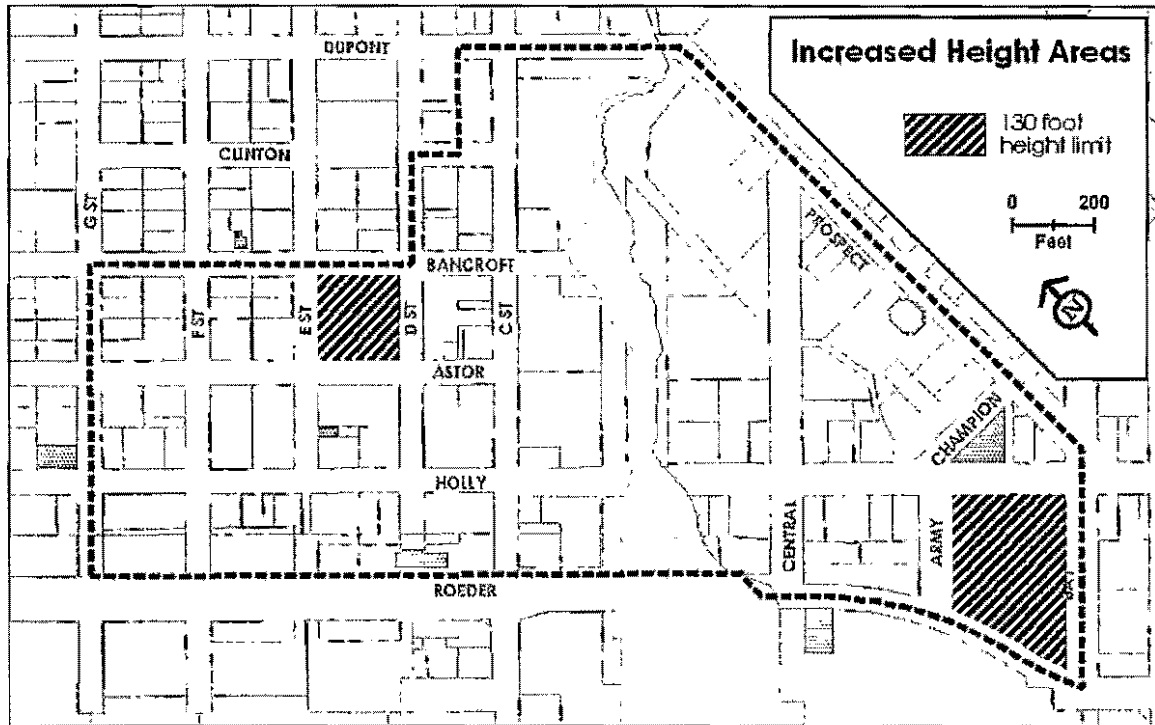 DUPONT
Increased Height Areas
130 foot
height limit
CLINTON
0 200
Feet
G ST
PROSPECT
BANCROFT
F ST
E ST
D ST
C ST
N
ASTOR
CHAMPION
HOLLY
CENTRAL
ARMY
BAY
ROEDER